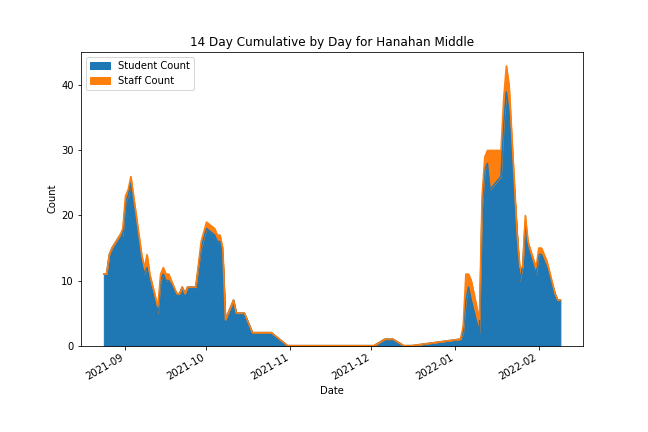 14 Day Cumulative by Day for Hanahan Middle
Student Count
Staff Count
40
30
20
10
0
Count
2021-09
2021-10
2021-11
2021-12
2022-01
2022-02
Date